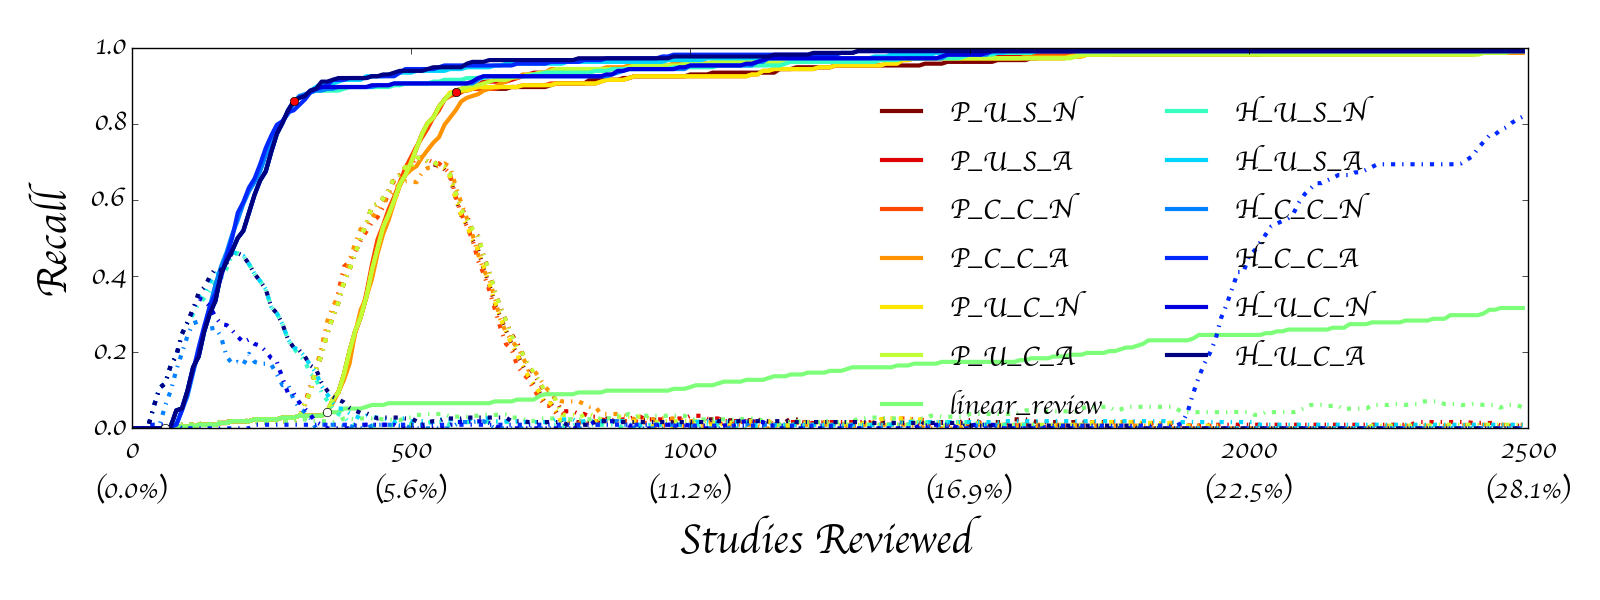 1.0
0.8
0.6
0.4
0.2
0.0
Recall
P_U_S_N
P_U_S_A
P_C_C_N
P_C_C_A
P_U_C_N
P_U_C_A
linear_review
H_U_S_N
H_U_S_A
H_C_C_N
H_C_C_A
H_U_C_N
H_U_C_A
0 500 1000 1500 2000 2500
(0.0%) (5.6%) (11.2%) (16.9%) (22.5%) (28.1%)
Studies Reviewed